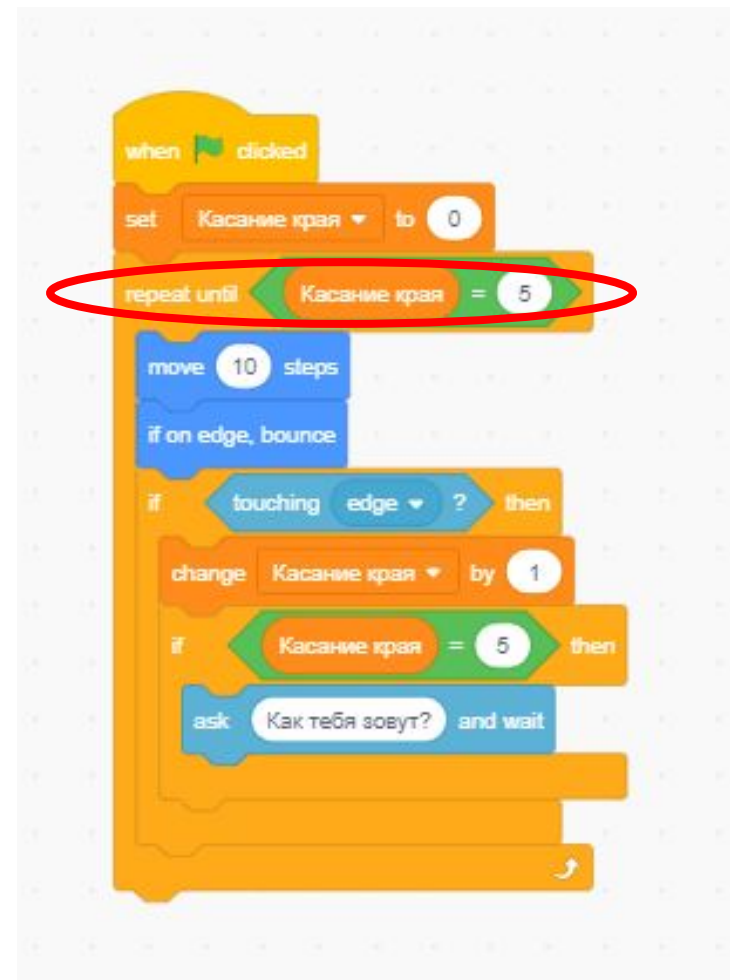 when clicked
set Касание края to 0
repeat until Касание края = 5
move 10 steps
if on edge, bounce
if touching edge ? then
change Касание края by 1
if Касание края = 5 then
ask Как тебя зовут? and wait